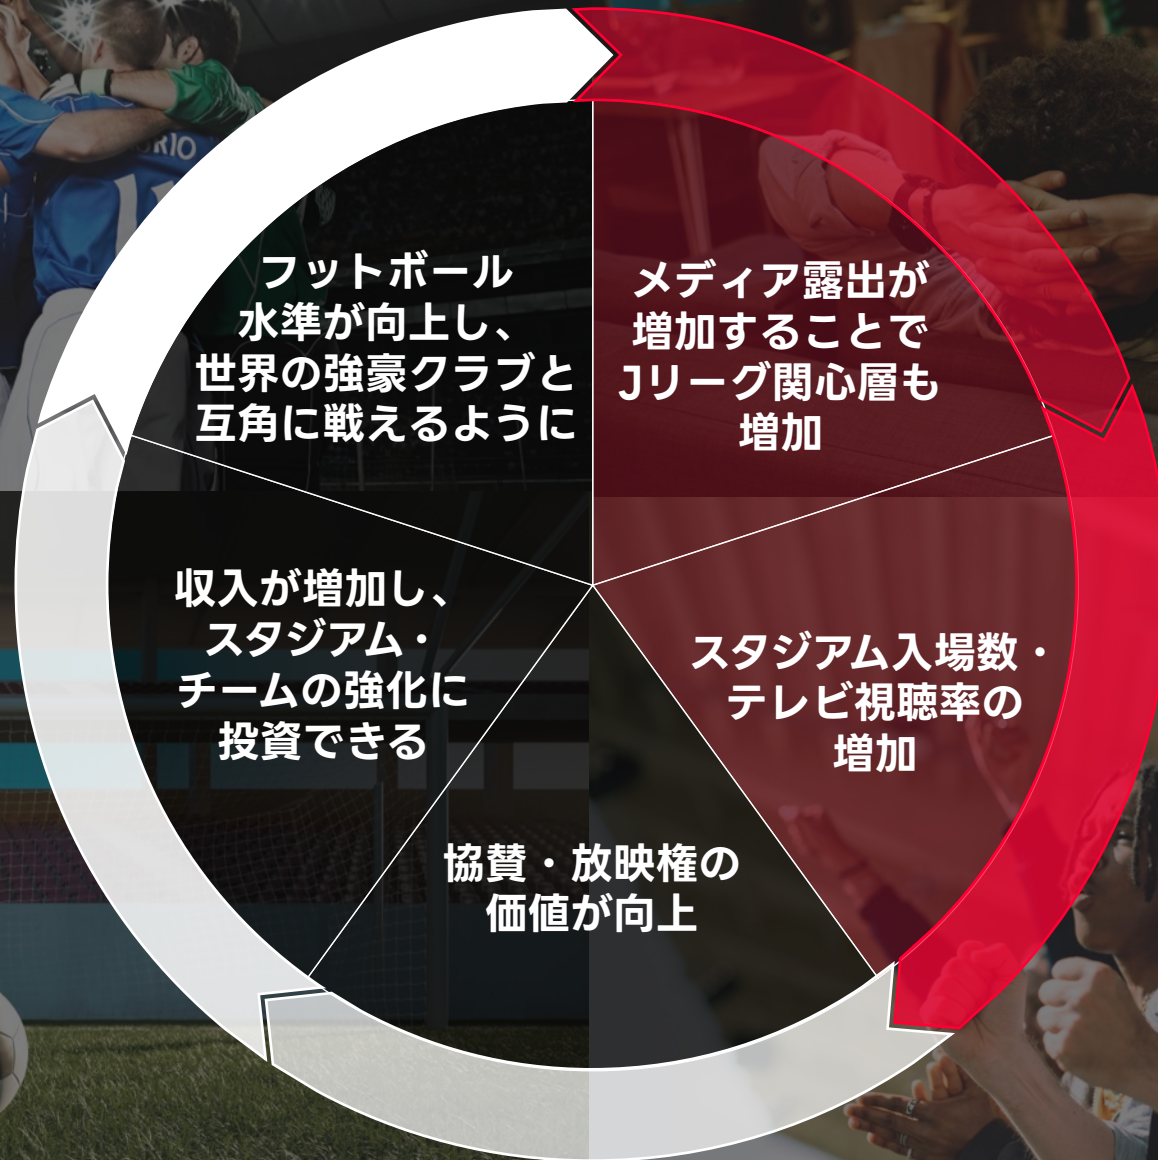 メディア露出が
増加することで
Jリーグ関心層も
増加
スタジアム入場数・
テレビ視聴率の
増加
協賛・放映権の
価値が向上
収入が増加し、
スタジアム・
チームの強化に
投資できる
フットボール
水準が向上し、
世界の強豪クラブと
互角に戦えるように